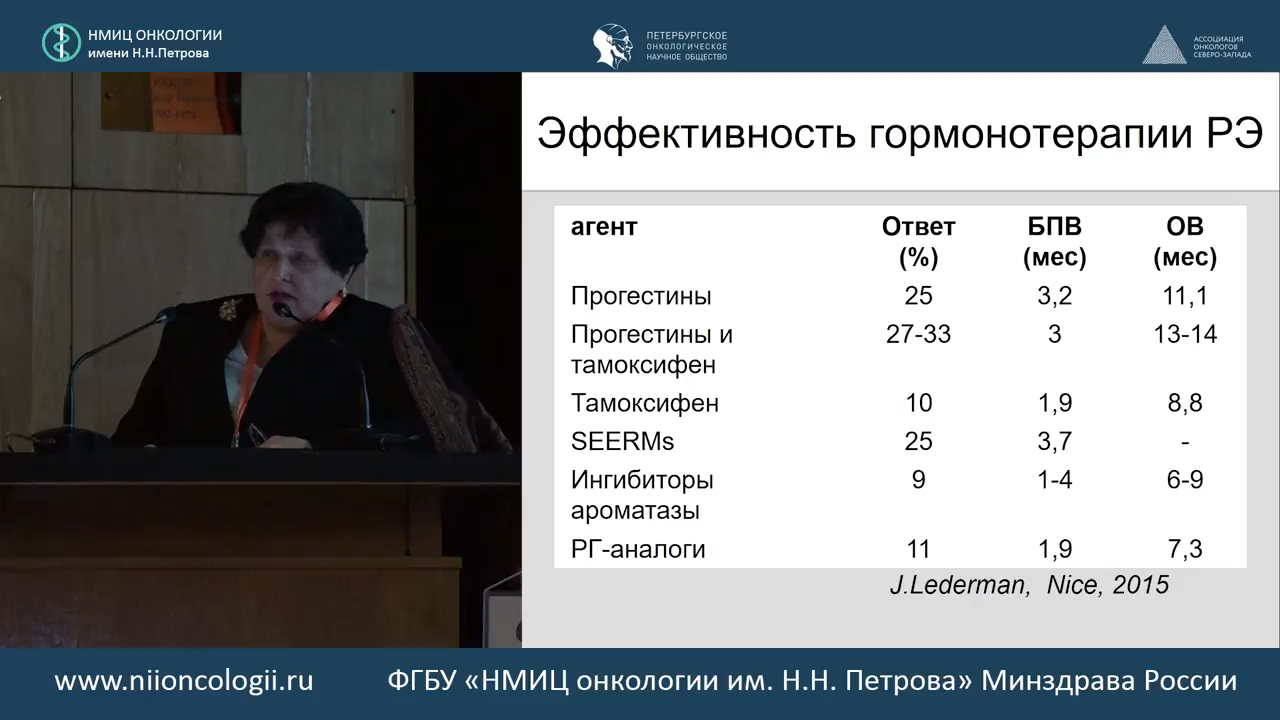 НМИЦ ОНКОЛОГИИ
имени Н.Н.Петрова
ПЕТЕРБУРГСКОЕ
ОНКОЛОГИЧЕСКОЕ
НАУЧНОЕ ОБЩЕСТВО
АССОЦИАЦИЯ
ОНКОЛОГОВ
СЕВЕРО-ЗАПАДА
Эффективность гормонотерапии РЭ
агент Ответ БПВ ОВ
(%) (мес) (мес)
Прогестины 25 3,2 11,1
Прогестины и 27-33 3 13-14
тамоксифен
Тамоксифен 10 1,9 8,8
SEERMs 25 3,7 -
Ингибиторы 9 1-4 6-9
ароматазы
РГ-аналоги 11 1,9 7,3
J.Lederman, Nice, 2015
www.niioncologii.ru ФГБУ «НМИЦ онкологии им. Н.Н. Петрова» Минздрава России